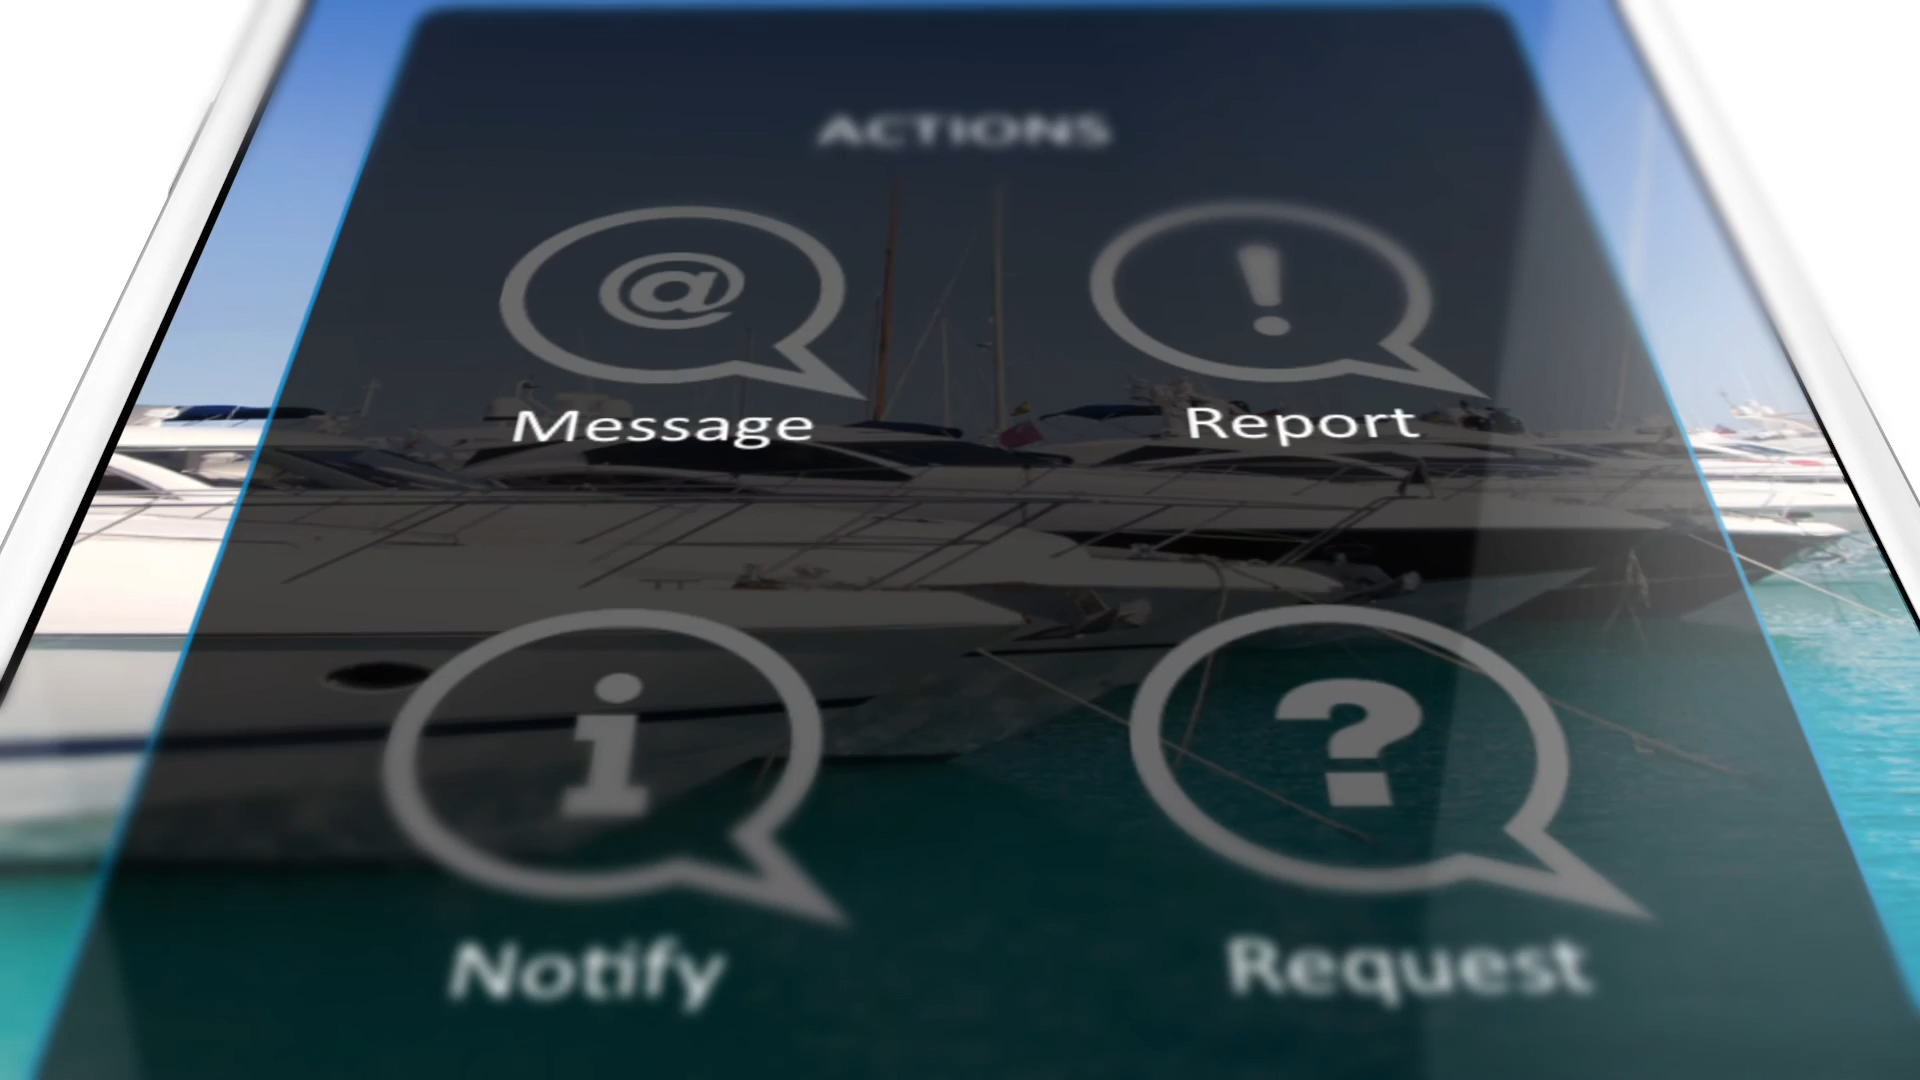 ACTIONS
@ !
Message Report
i ?
Notify Request